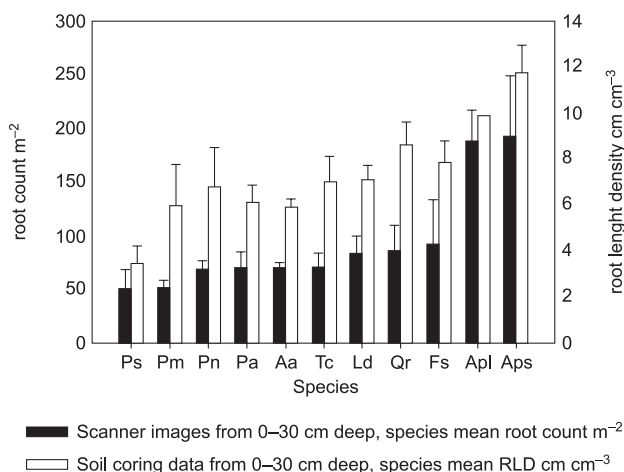 300
250
200
150
100
50
0
root count m–2
14
12
10
8
6
4
2
0
root lenght density cm cm–3
Ps Pm Pn Pa Aa Tc Ld Qr Fs Apl Aps
Species
Scanner images from 0–30 cm deep, species mean root count m–2
Soil coring data from 0–30 cm deep, species mean RLD cm cm–3